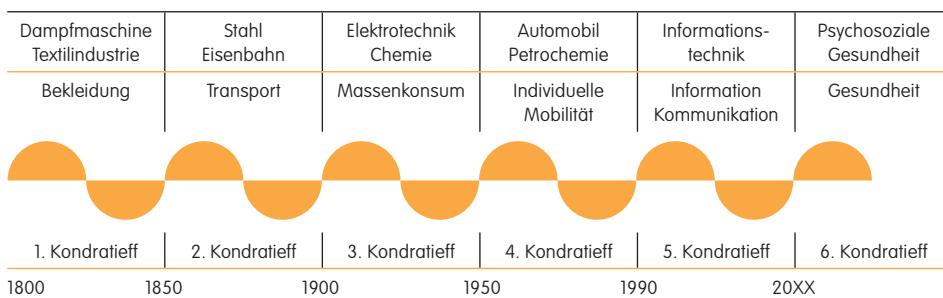 Dampfmaschine
Textilindustrie
Stahl
Eisenbahn
Elektrotechnik
Chemie
Automobil
Petrochemie
Informations-
technik
Psychosoziale
Gesundheit
Bekleidung
Transport
Massenkonsum
Individuelle
Mobilität
Information
Kommunikation
Gesundheit
1. Kondratieff
2. Kondratieff
3. Kondratieff
4. Kondratieff
5. Kondratieff
6. Kondratieff
1800
1850
1900
1950
1990
20XX